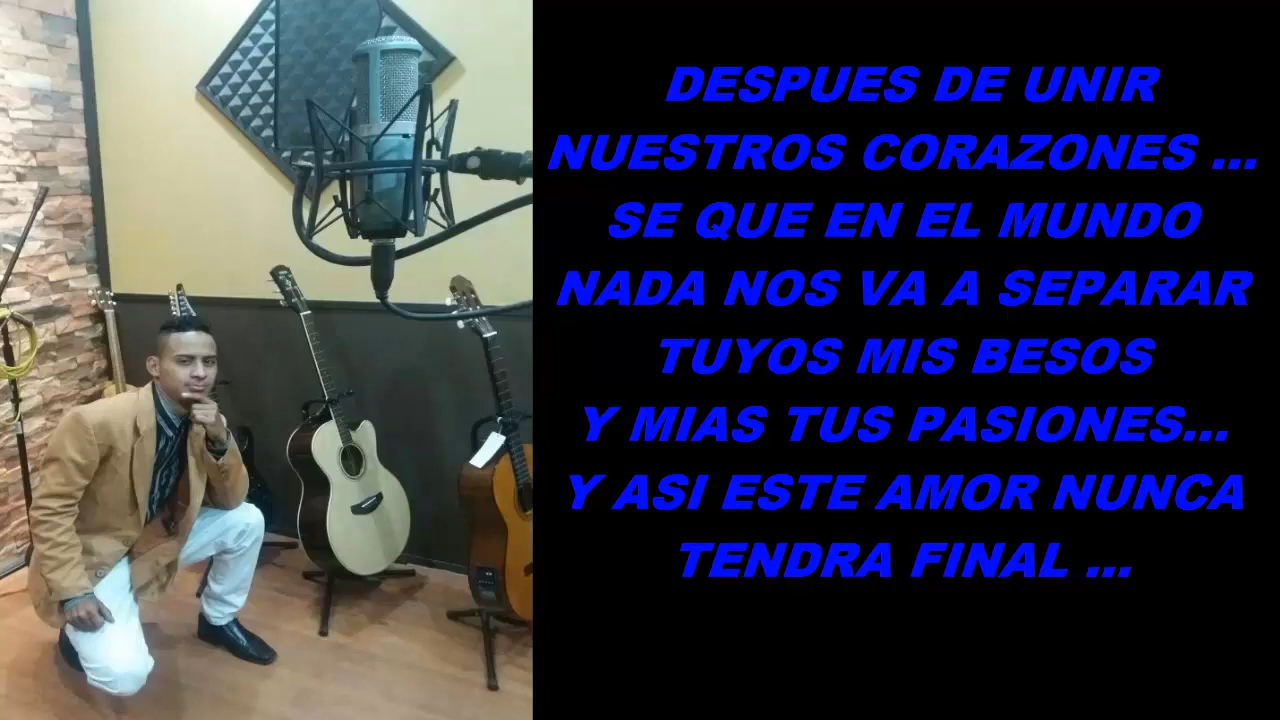 DESPUES DE UNIR
NUESTROS CORAZONES ...
SE QUE EN EL MUNDO
NADA NOS VA A SEPARAR
TUYOS MIS BESOS
Y MIAS TUS PASIONES...
Y ASI ESTE AMOR NUNCA
TENDRA FINAL ...